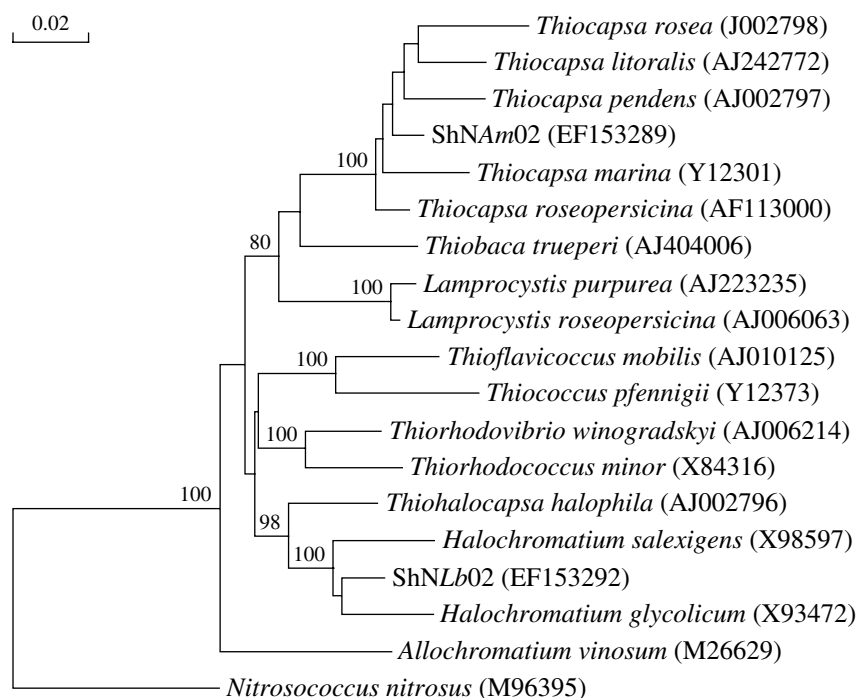 0.02
Thiocapsa rosea (J002798)
Thiocapsa litoralis (AJ242772)
Thiocapsa pendens (AJ002797)
ShNAm02 (EF153289)
100
Thiocapsa marina (Y12301)
Thiocapsa roseopersicina (AF113000)
80
Thiobaca trueperi (AJ404006)
100
Lamprocystis purpurea (AJ223235)
Lamprocystis roseopersicina (AJ006063)
100
Thioflavicoccus mobilis (AJ010125)
Thiococcus pfennigii (Y12373)
100
Thiorhodovibrio winogradskyi (AJ006214)
Thiorhodococcus minor (X84316)
100
98
Thiohalocapsa halophila (AJ002796)
100
Halochromatium salexigens (X98597)
ShNLb02 (EF153292)
Halochromatium glycolicum (X93472)
Allochromatium vinosum (M26629)
Nitrosococcus nitrosus (M96395)